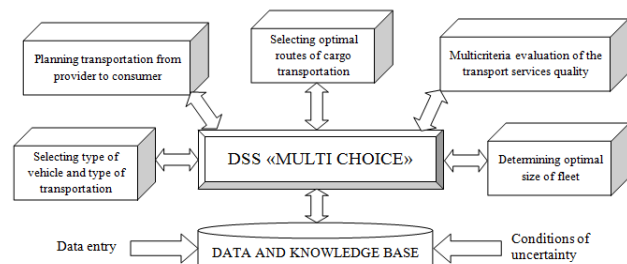 Planning transportation from
provider to consumer
Selecting optimal
routes of cargo
transportation
Multicriteria evaluation of the
transport services quality
Selecting type of
vehicle and type of
transportation
DSS «MULTI CHOICE»
Determining optimal
size of fleet
Data entry
DATA AND KNOWLEDGE BASE
Conditions of
uncertainty